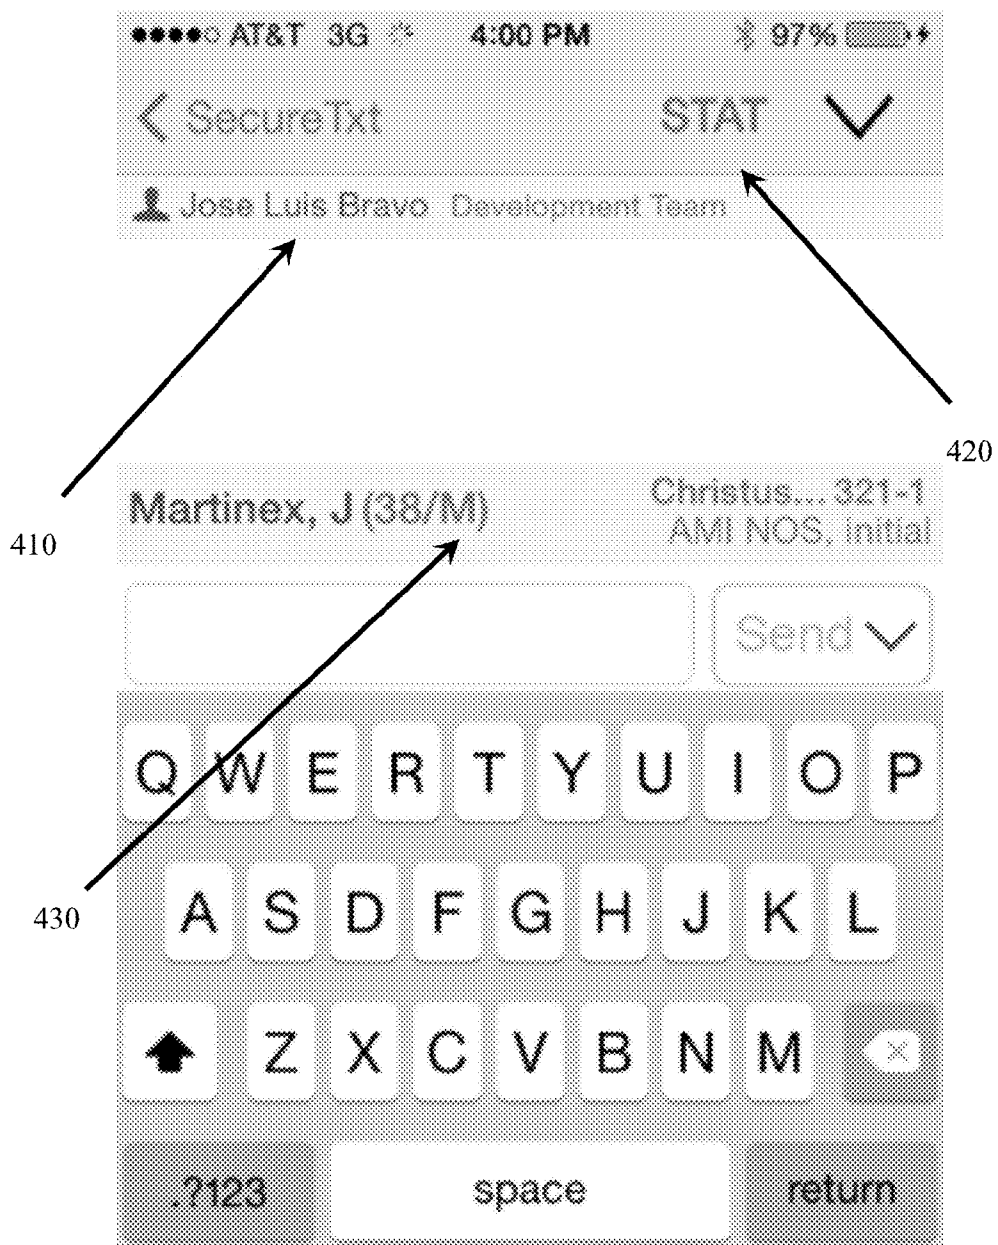 AT&T 3G 4:00 PM 97%
SecureTxt STAT
Jose Luis Bravo Development Team
420
410
Martinex, J (38/M) Christus... 321-1
AMI NOS, initial
Send
Q W E R T Y U I O P
430
A S D F G H J K L
Z X C V B N M
.?123 space return